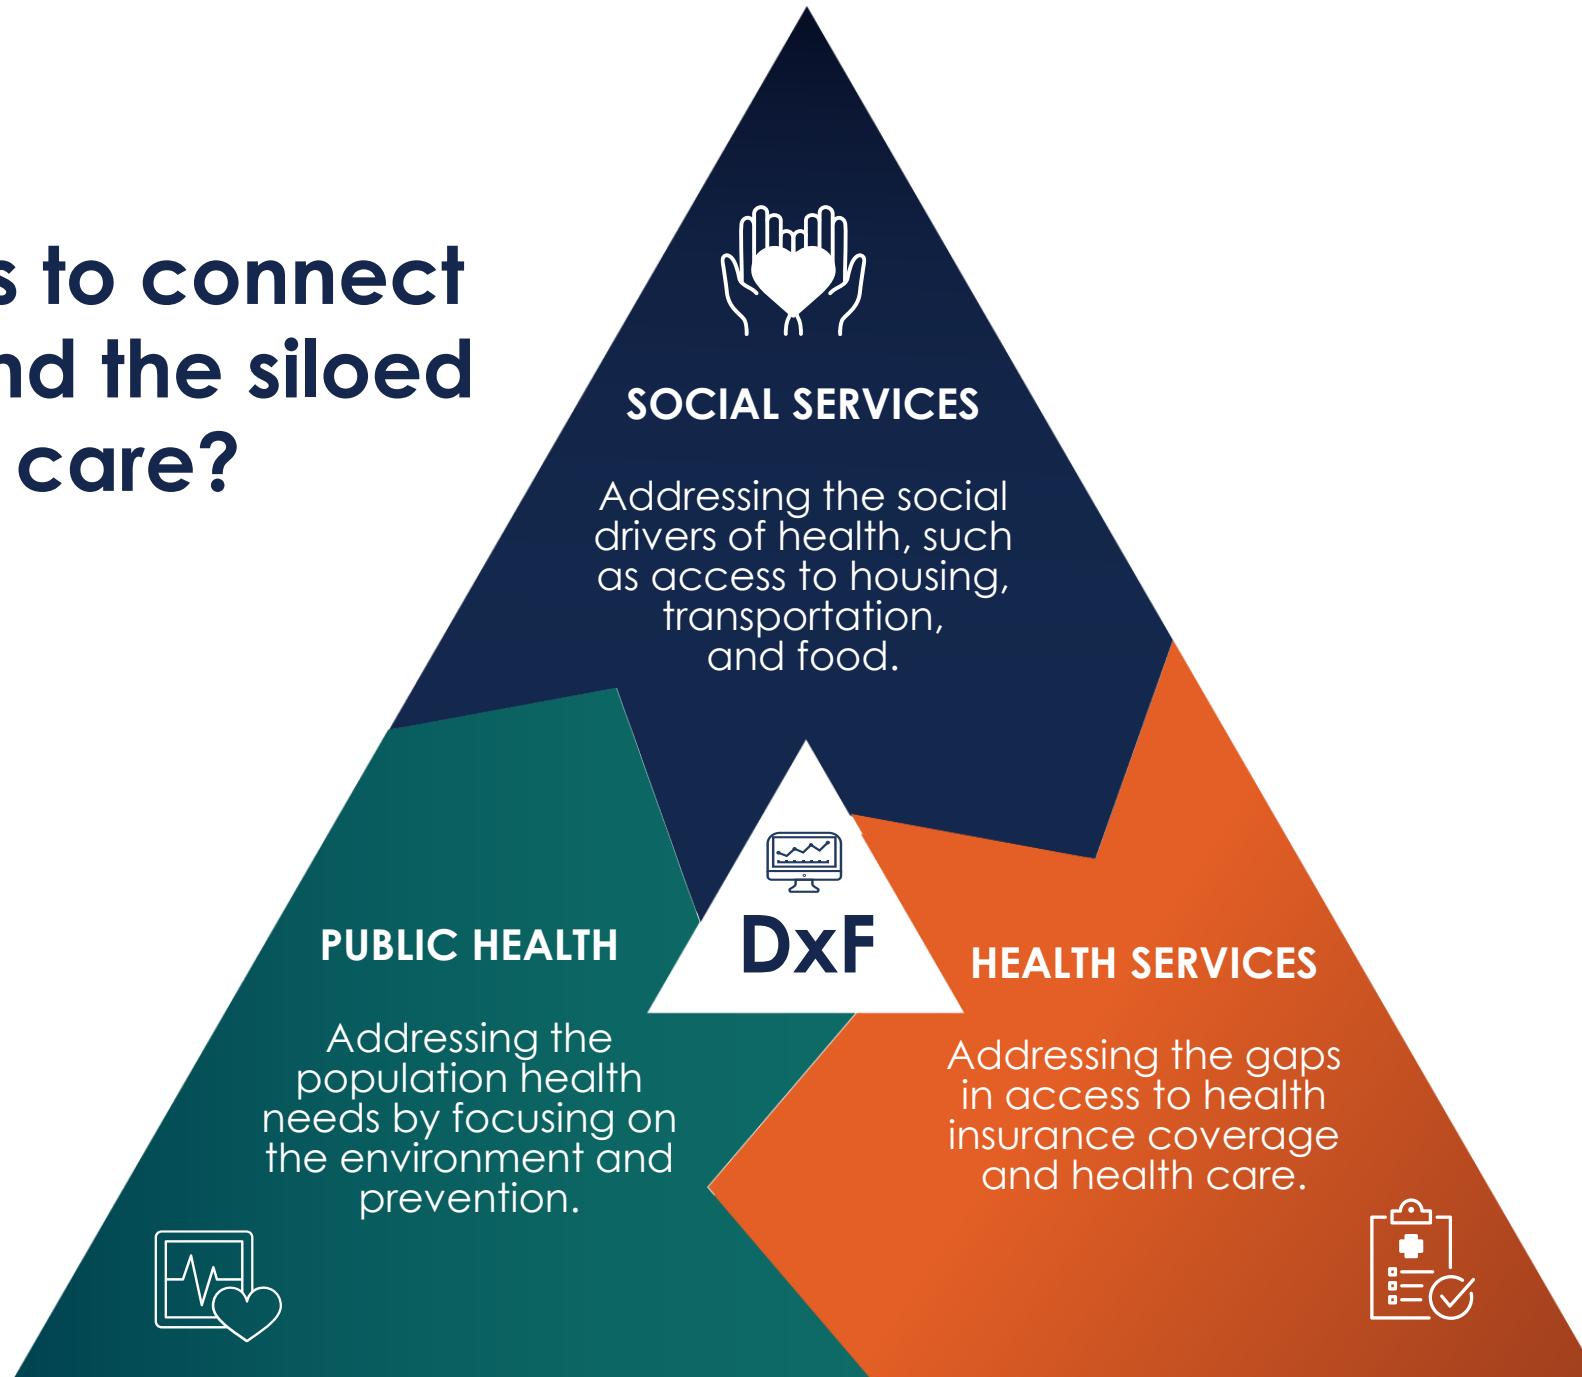 s to connect
nd the siloed
care?
SOCIAL SERVICES
Addressing the social
drivers of health, such
as access to housing,
transportation,
and food.
DxF
PUBLIC HEALTH
Addressing the
population health
needs by focusing on
the environment and
prevention.
HEALTH SERVICES
Addressing the gaps
in access to health
insurance coverage
and health care.